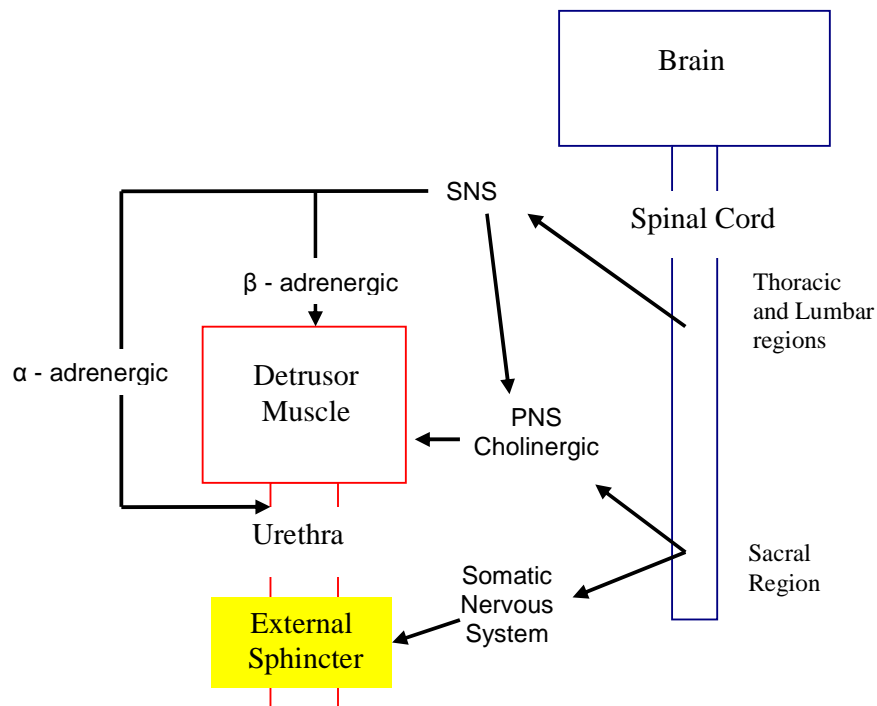 Brain
SNS
Spinal Cord
β - adrenergic
Thoracic
and Lumbar
regions
α - adrenergic
Detrusor
Muscle
PNS
Cholinergic
Urethra
Sacral
Region
Somatic
Nervous
System
External
Sphincter